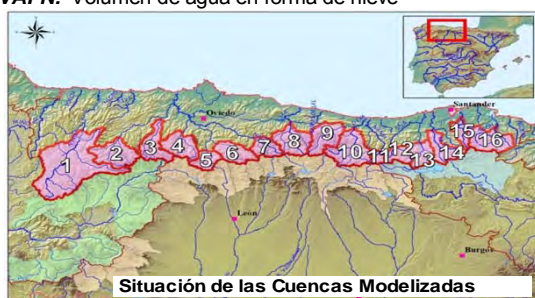 VAFN: Volumen de agua en forma de nieve
Oviedo
Santander
1
2
3
4
5
6
7
8
9
10
11
12
13
14
15
16
León
Burgos
Situación de las Cuencas Modelizadas